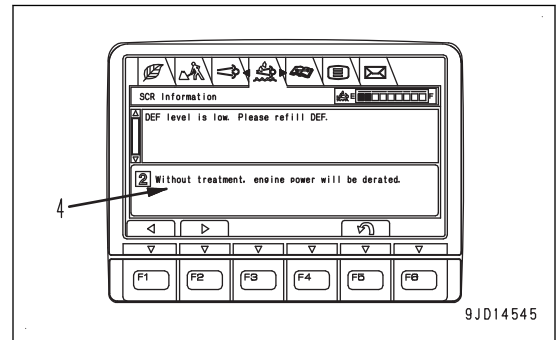 SCR Information
E F
DEF level is low. Please refill DEF.
2 Without treatment, engine power will be derated.
4
F1 F2 F3 F4 F5 F6
9JD14545